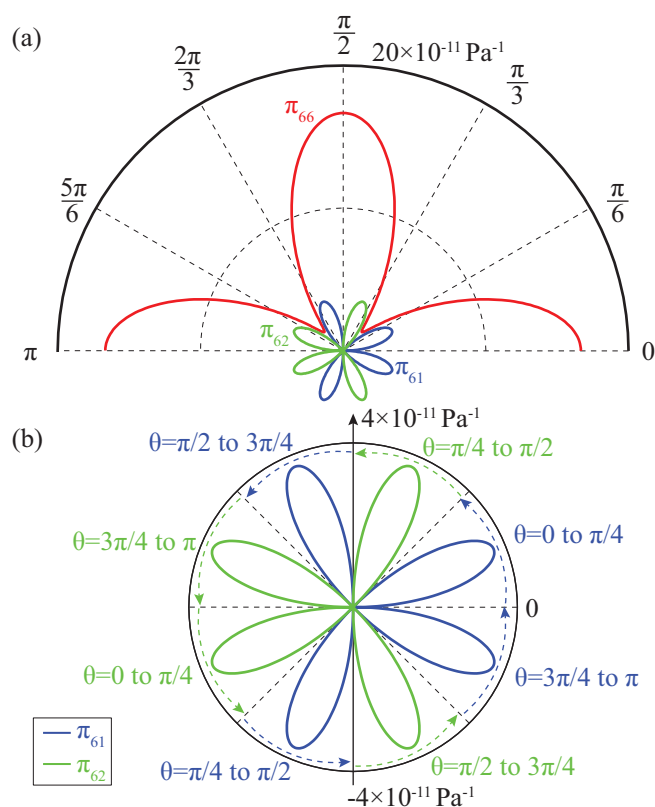 (a)
π/2
20×10⁻¹¹ Pa⁻¹
2π/3
π/3
π₆₆
5π/6
π/6
π₆₂
π
π₆₁
0
(b)
4×10⁻¹¹ Pa⁻¹
θ=π/2 to 3π/4
θ=π/4 to π/2
θ=3π/4 to π
θ=0 to π/4
0
θ=0 to π/4
θ=3π/4 to π
π₆₁
π₆₂
θ=π/4 to π/2
θ=π/2 to 3π/4
-4×10⁻¹¹ Pa⁻¹